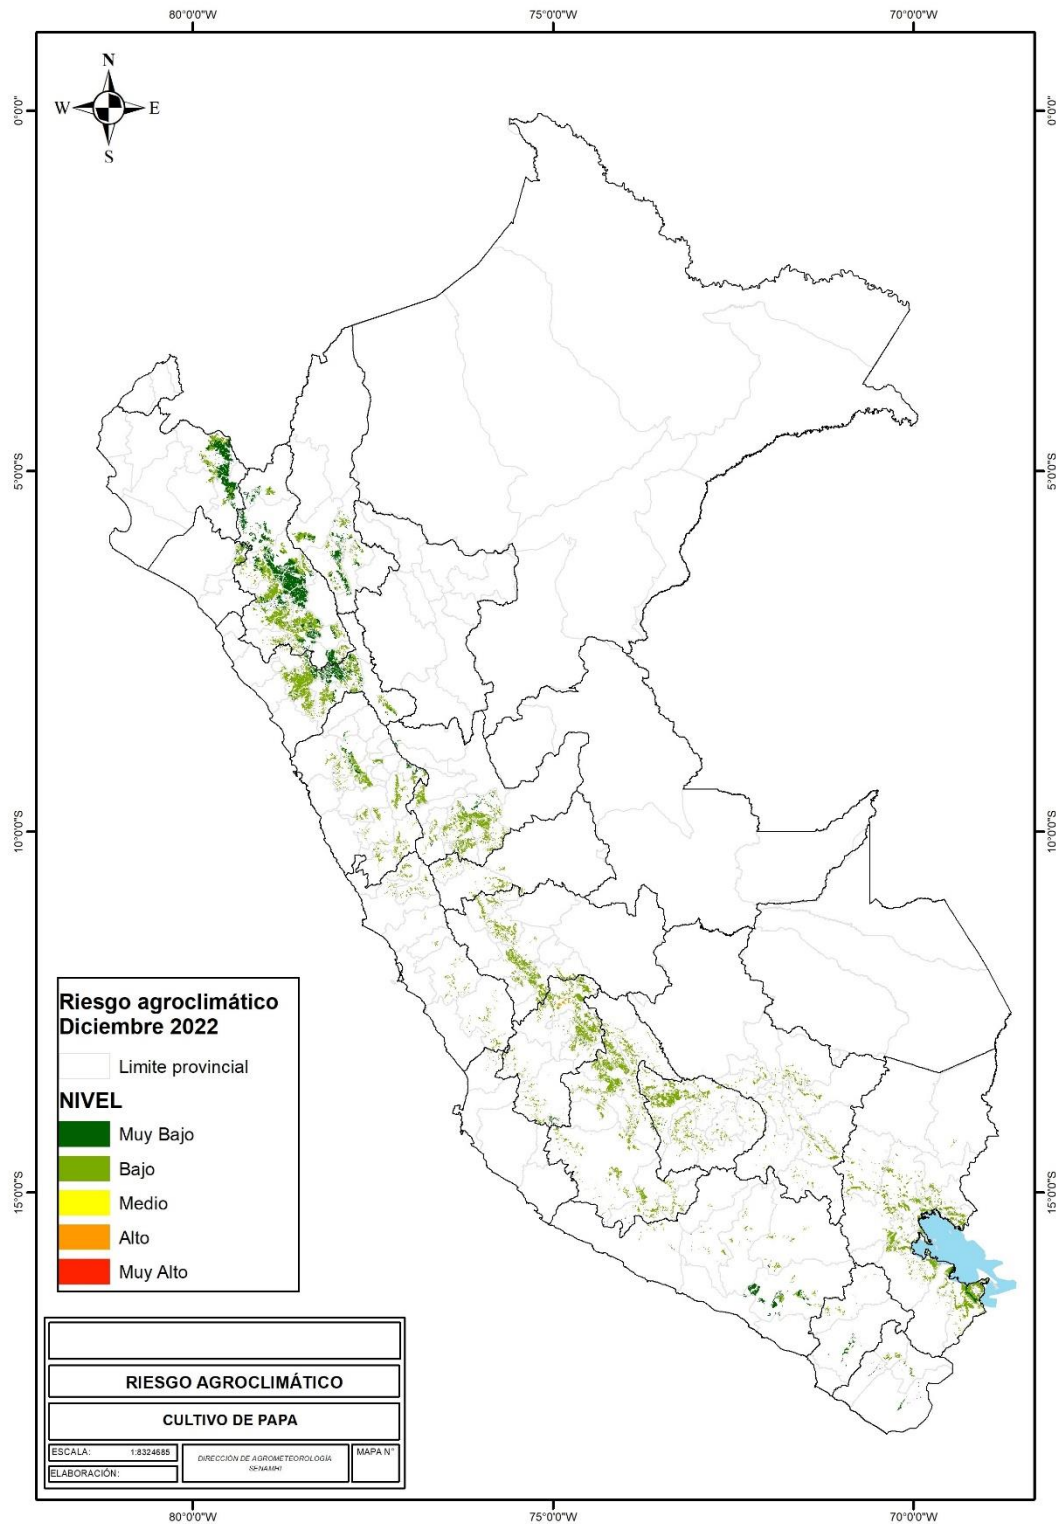 80°0'0"W 75°0'0"W 70°0'0"W
N
W E
S
0°0'0" 0°0'0"
5°0'0"S 5°0'0"S
10°0'0"S 10°0'0"S
15°0'0"S 15°0'0"S
Riesgo agroclimático
Diciembre 2022
Limite provincial
NIVEL
Muy Bajo
Bajo
Medio
Alto
Muy Alto
RIESGO AGROCLIMÁTICO
CULTIVO DE PAPA
ESCALA: 1:8324685
ELABORACIÓN:
DIRECCIÓN DE AGROMETEOROLOGÍA
SENAMHI
MAPA N°
80°0'0"W 75°0'0"W 70°0'0"W